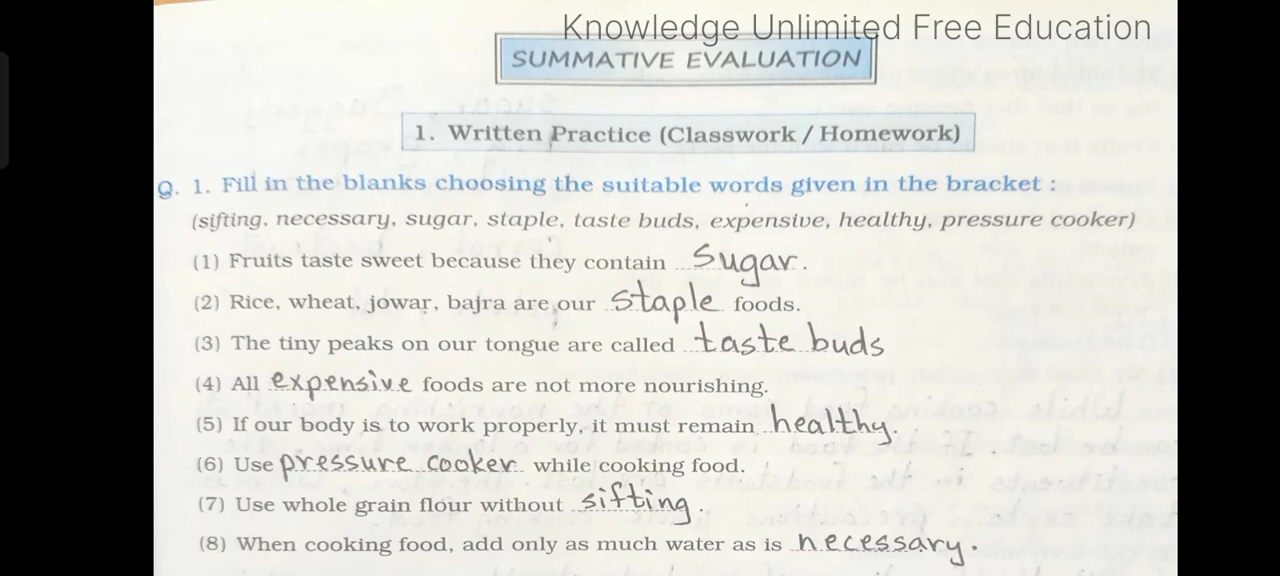 Knowledge Unlimited Free Education
SUMMATIVE EVALUATION
1. Written Practice (Classwork / Homework)
Q. 1. Fill in the blanks choosing the suitable words given in the bracket :
(sifting, necessary, sugar, staple, taste buds, expensive, healthy, pressure cooker)
(1) Fruits taste sweet because they contain Sugar.
(2) Rice, wheat, jowar, bajra are our staple foods.
(3) The tiny peaks on our tongue are called taste buds
(4) All expensive foods are not more nourishing.
(5) If our body is to work properly, it must remain healthy.
(6) Use pressure cooker while cooking food.
(7) Use whole grain flour without sifting.
(8) When cooking food, add only as much water as is necessary.